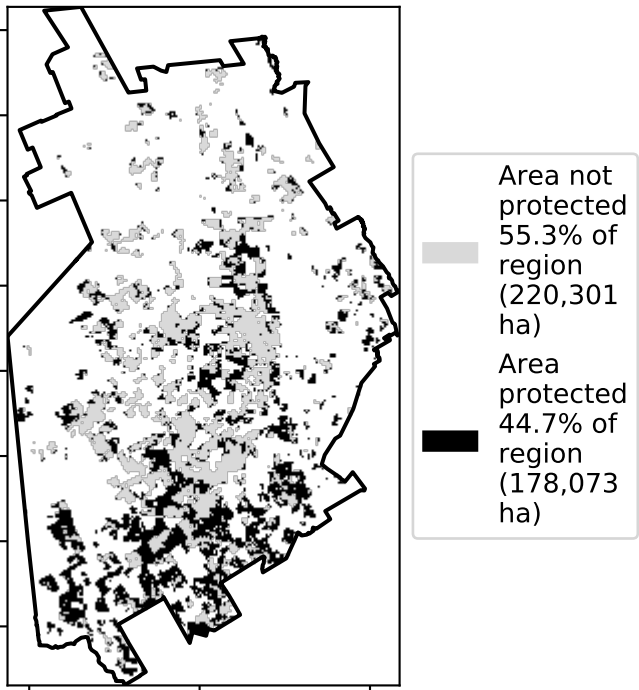 Area not
protected
55.3% of
region
(220,301
ha)
Area
protected
44.7% of
region
(178,073
ha)